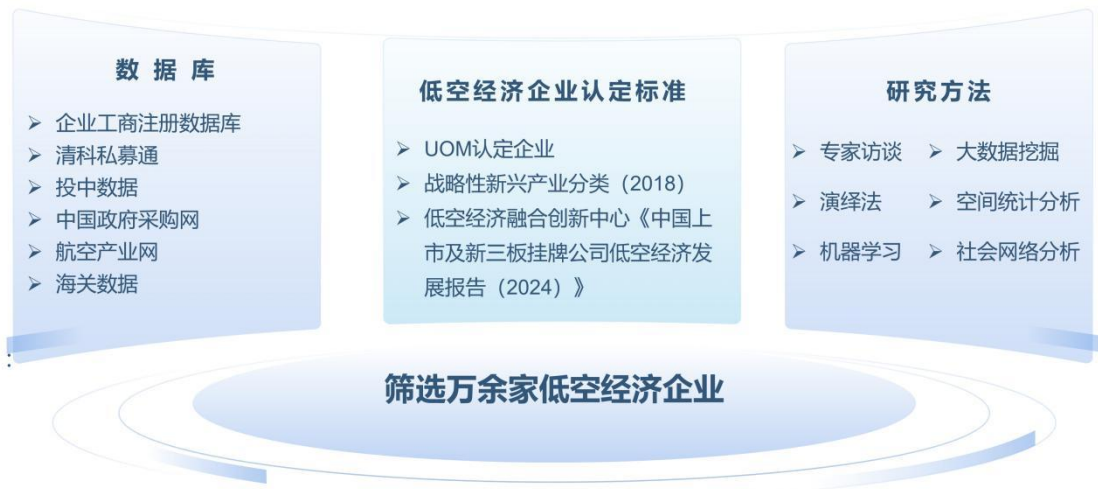 数据库
企业工商注册数据库
清科私募通
投中数据
中国政府采购网
航空产业网
海关数据
低空经济企业认定标准
UOM认定企业
战略性新兴产业分类（2018）
低空经济融合创新中心《中国上
市及新三板挂牌公司低空经济发
展报告（2024）》
研究方法
专家访谈
大数据挖掘
演绎法
空间统计分析
机器学习
社会网络分析
筛选万余家低空经济企业